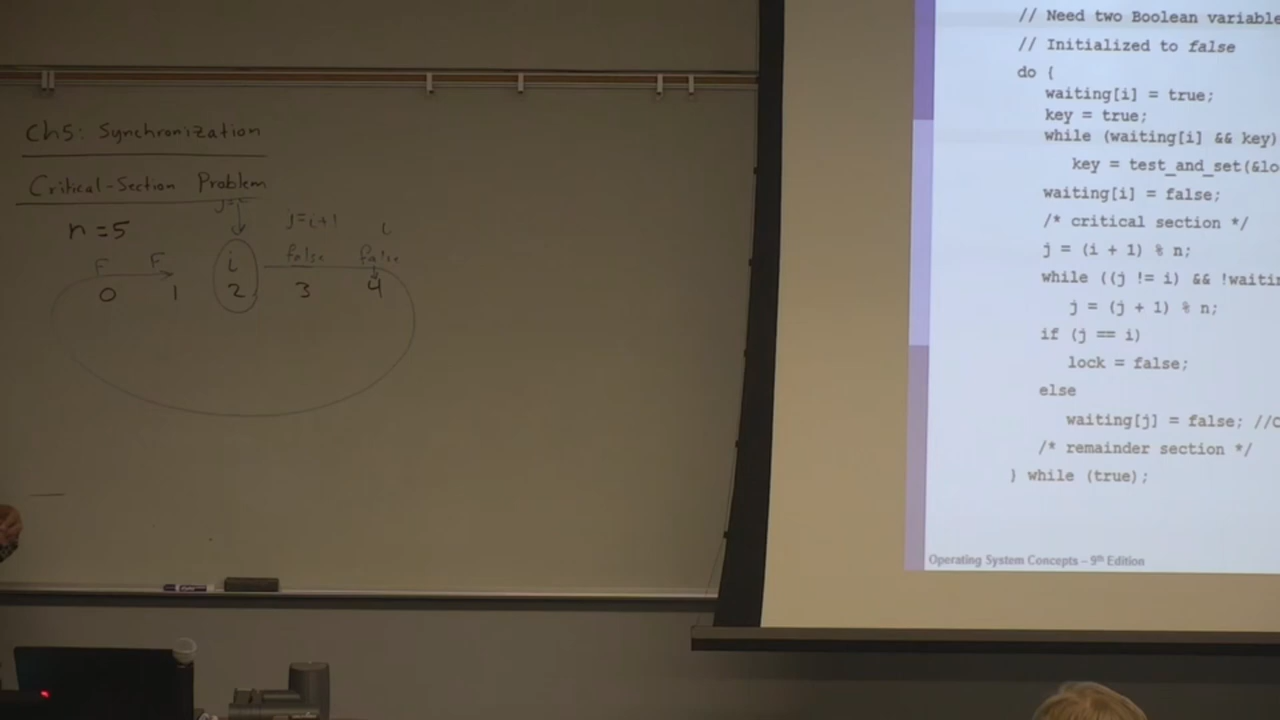 Ch5: Synchronization
Critical-Section Problem
n=5
j=i+1
i
F F i false false
0 1 2 3 4
// Need two Boolean variable
// Initialized to false
do {
waiting[i] = true;
key = true;
while (waiting[i] && key)
key = test_and_set(&lo
waiting[i] = false;
/* critical section */
j = (i + 1) % n;
while ((j != i) && !waitin
j = (j + 1) % n;
if (j == i)
lock = false;
else
waiting[j] = false; //
/* remainder section */
} while (true);
Operating System Concepts – 9th Edition